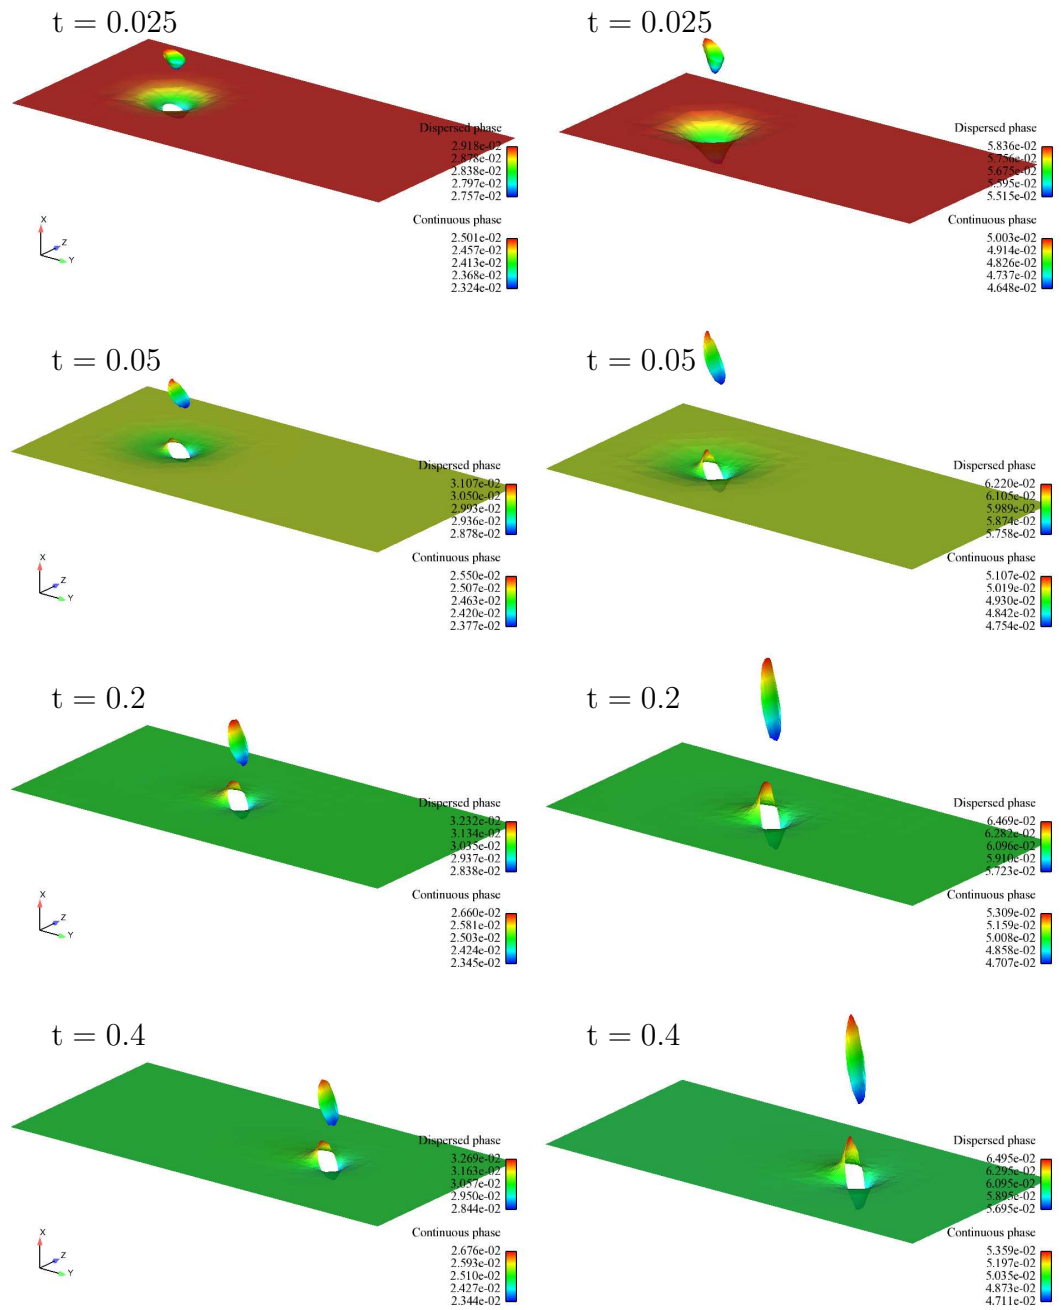 t = 0.025
Dispersed phase
2.918e-02
2.878e-02
2.838e-02
2.797e-02
2.757e-02
Continuous phase
2.501e-02
2.457e-02
2.413e-02
2.368e-02
2.324e-02
X
Z
Y
t = 0.025
Dispersed phase
5.836e-02
5.756e-02
5.675e-02
5.595e-02
5.515e-02
Continuous phase
5.003e-02
4.914e-02
4.826e-02
4.737e-02
4.648e-02
t = 0.05
Dispersed phase
3.107e-02
3.050e-02
2.993e-02
2.936e-02
2.878e-02
Continuous phase
2.550e-02
2.507e-02
2.463e-02
2.420e-02
2.377e-02
X
Z
Y
t = 0.05
Dispersed phase
6.220e-02
6.105e-02
5.989e-02
5.874e-02
5.758e-02
Continuous phase
5.107e-02
5.019e-02
4.930e-02
4.842e-02
4.754e-02
t = 0.2
Dispersed phase
3.232e-02
3.134e-02
3.035e-02
2.937e-02
2.838e-02
Continuous phase
2.660e-02
2.581e-02
2.503e-02
2.424e-02
2.345e-02
X
Z
Y
t = 0.2
Dispersed phase
6.469e-02
6.282e-02
6.096e-02
5.910e-02
5.723e-02
Continuous phase
5.309e-02
5.159e-02
5.008e-02
4.858e-02
4.707e-02
t = 0.4
Dispersed phase
3.269e-02
3.163e-02
3.057e-02
2.950e-02
2.844e-02
Continuous phase
2.676e-02
2.593e-02
2.510e-02
2.427e-02
2.344e-02
X
Z
Y
t = 0.4
Dispersed phase
6.495e-02
6.295e-02
6.095e-02
5.895e-02
5.695e-02
Continuous phase
5.359e-02
5.197e-02
5.035e-02
4.873e-02
4.711e-02